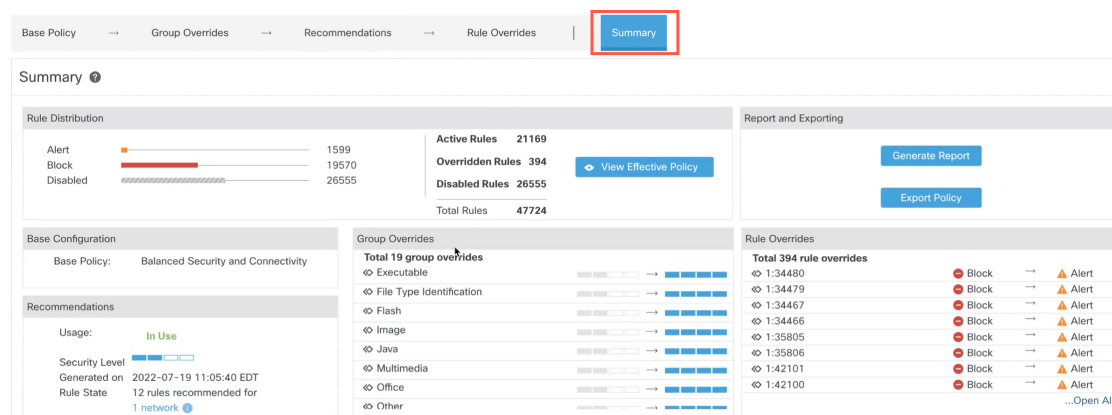 Base Policy → Group Overrides → Recommendations → Rule Overrides | Summary
Summary ?
Rule Distribution
Alert 1599
Block 19570
Disabled 26555
Active Rules 21169
Overridden Rules 394
Disabled Rules 26555
Total Rules 47724
View Effective Policy
Report and Exporting
Generate Report
Export Policy
Base Configuration
Base Policy: Balanced Security and Connectivity
Recommendations
Usage: In Use
Security Level
Generated on 2022-07-19 11:05:40 EDT
Rule State 12 rules recommended for
1 network
Group Overrides
Total 19 group overrides
Executable →
File Type Identification →
Flash →
Image →
Java →
Multimedia →
Office →
Other →
Rule Overrides
Total 394 rule overrides
1:34480 Block → Alert
1:34479 Block → Alert
1:34467 Block → Alert
1:34466 Block → Alert
1:35805 Block → Alert
1:35806 Block → Alert
1:42101 Block → Alert
1:42100 Block → Alert
...Open Al